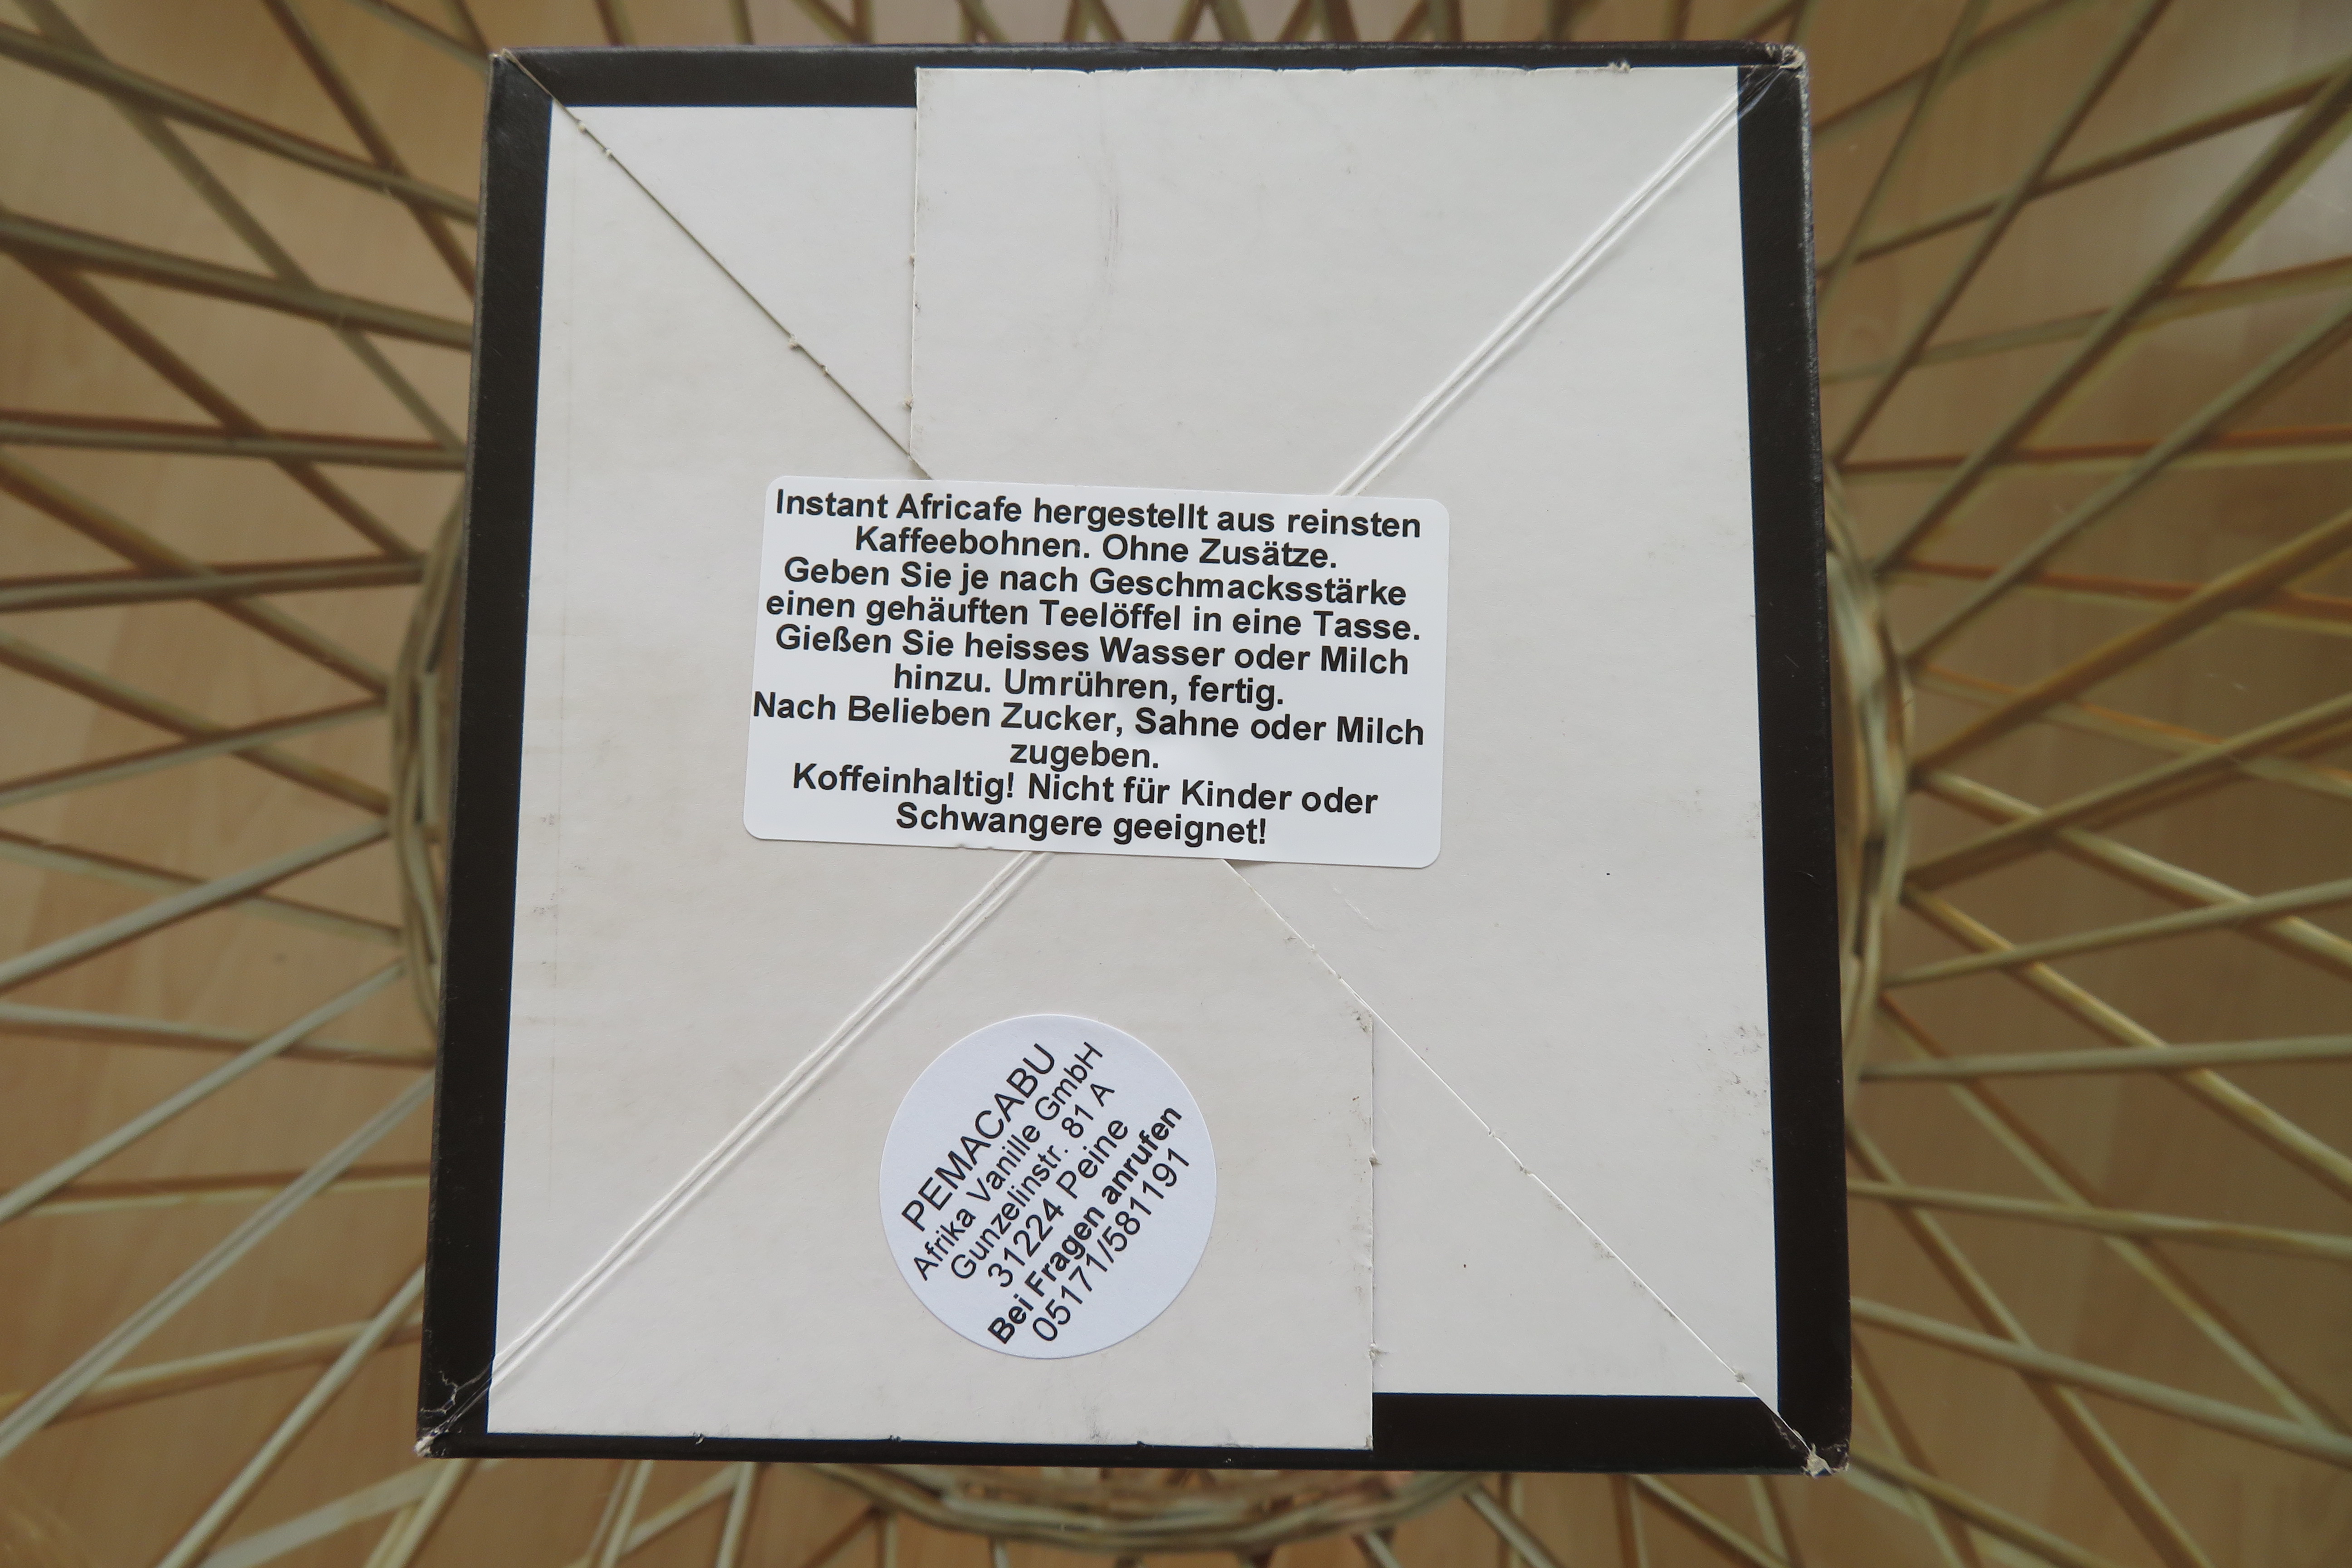 Instant Africafe hergestellt aus reinsten
Kaffeebohnen. Ohne Zusätze.
Geben Sie je nach Geschmacksstärke
einen gehäuften Teelöffel in eine Tasse.
Gießen Sie heisses Wasser oder Milch
hinzu. Umrühren, fertig.
Nach Belieben Zucker, Sahne oder Milch
zugeben.
Koffeinhaltig! Nicht für Kinder oder
Schwangere geeignet!
PEMACABU
Afrika Vanille GmbH
Gunzelinstr. 81 A
31224 Peine
Bei Fragen anrufen
05171/581191